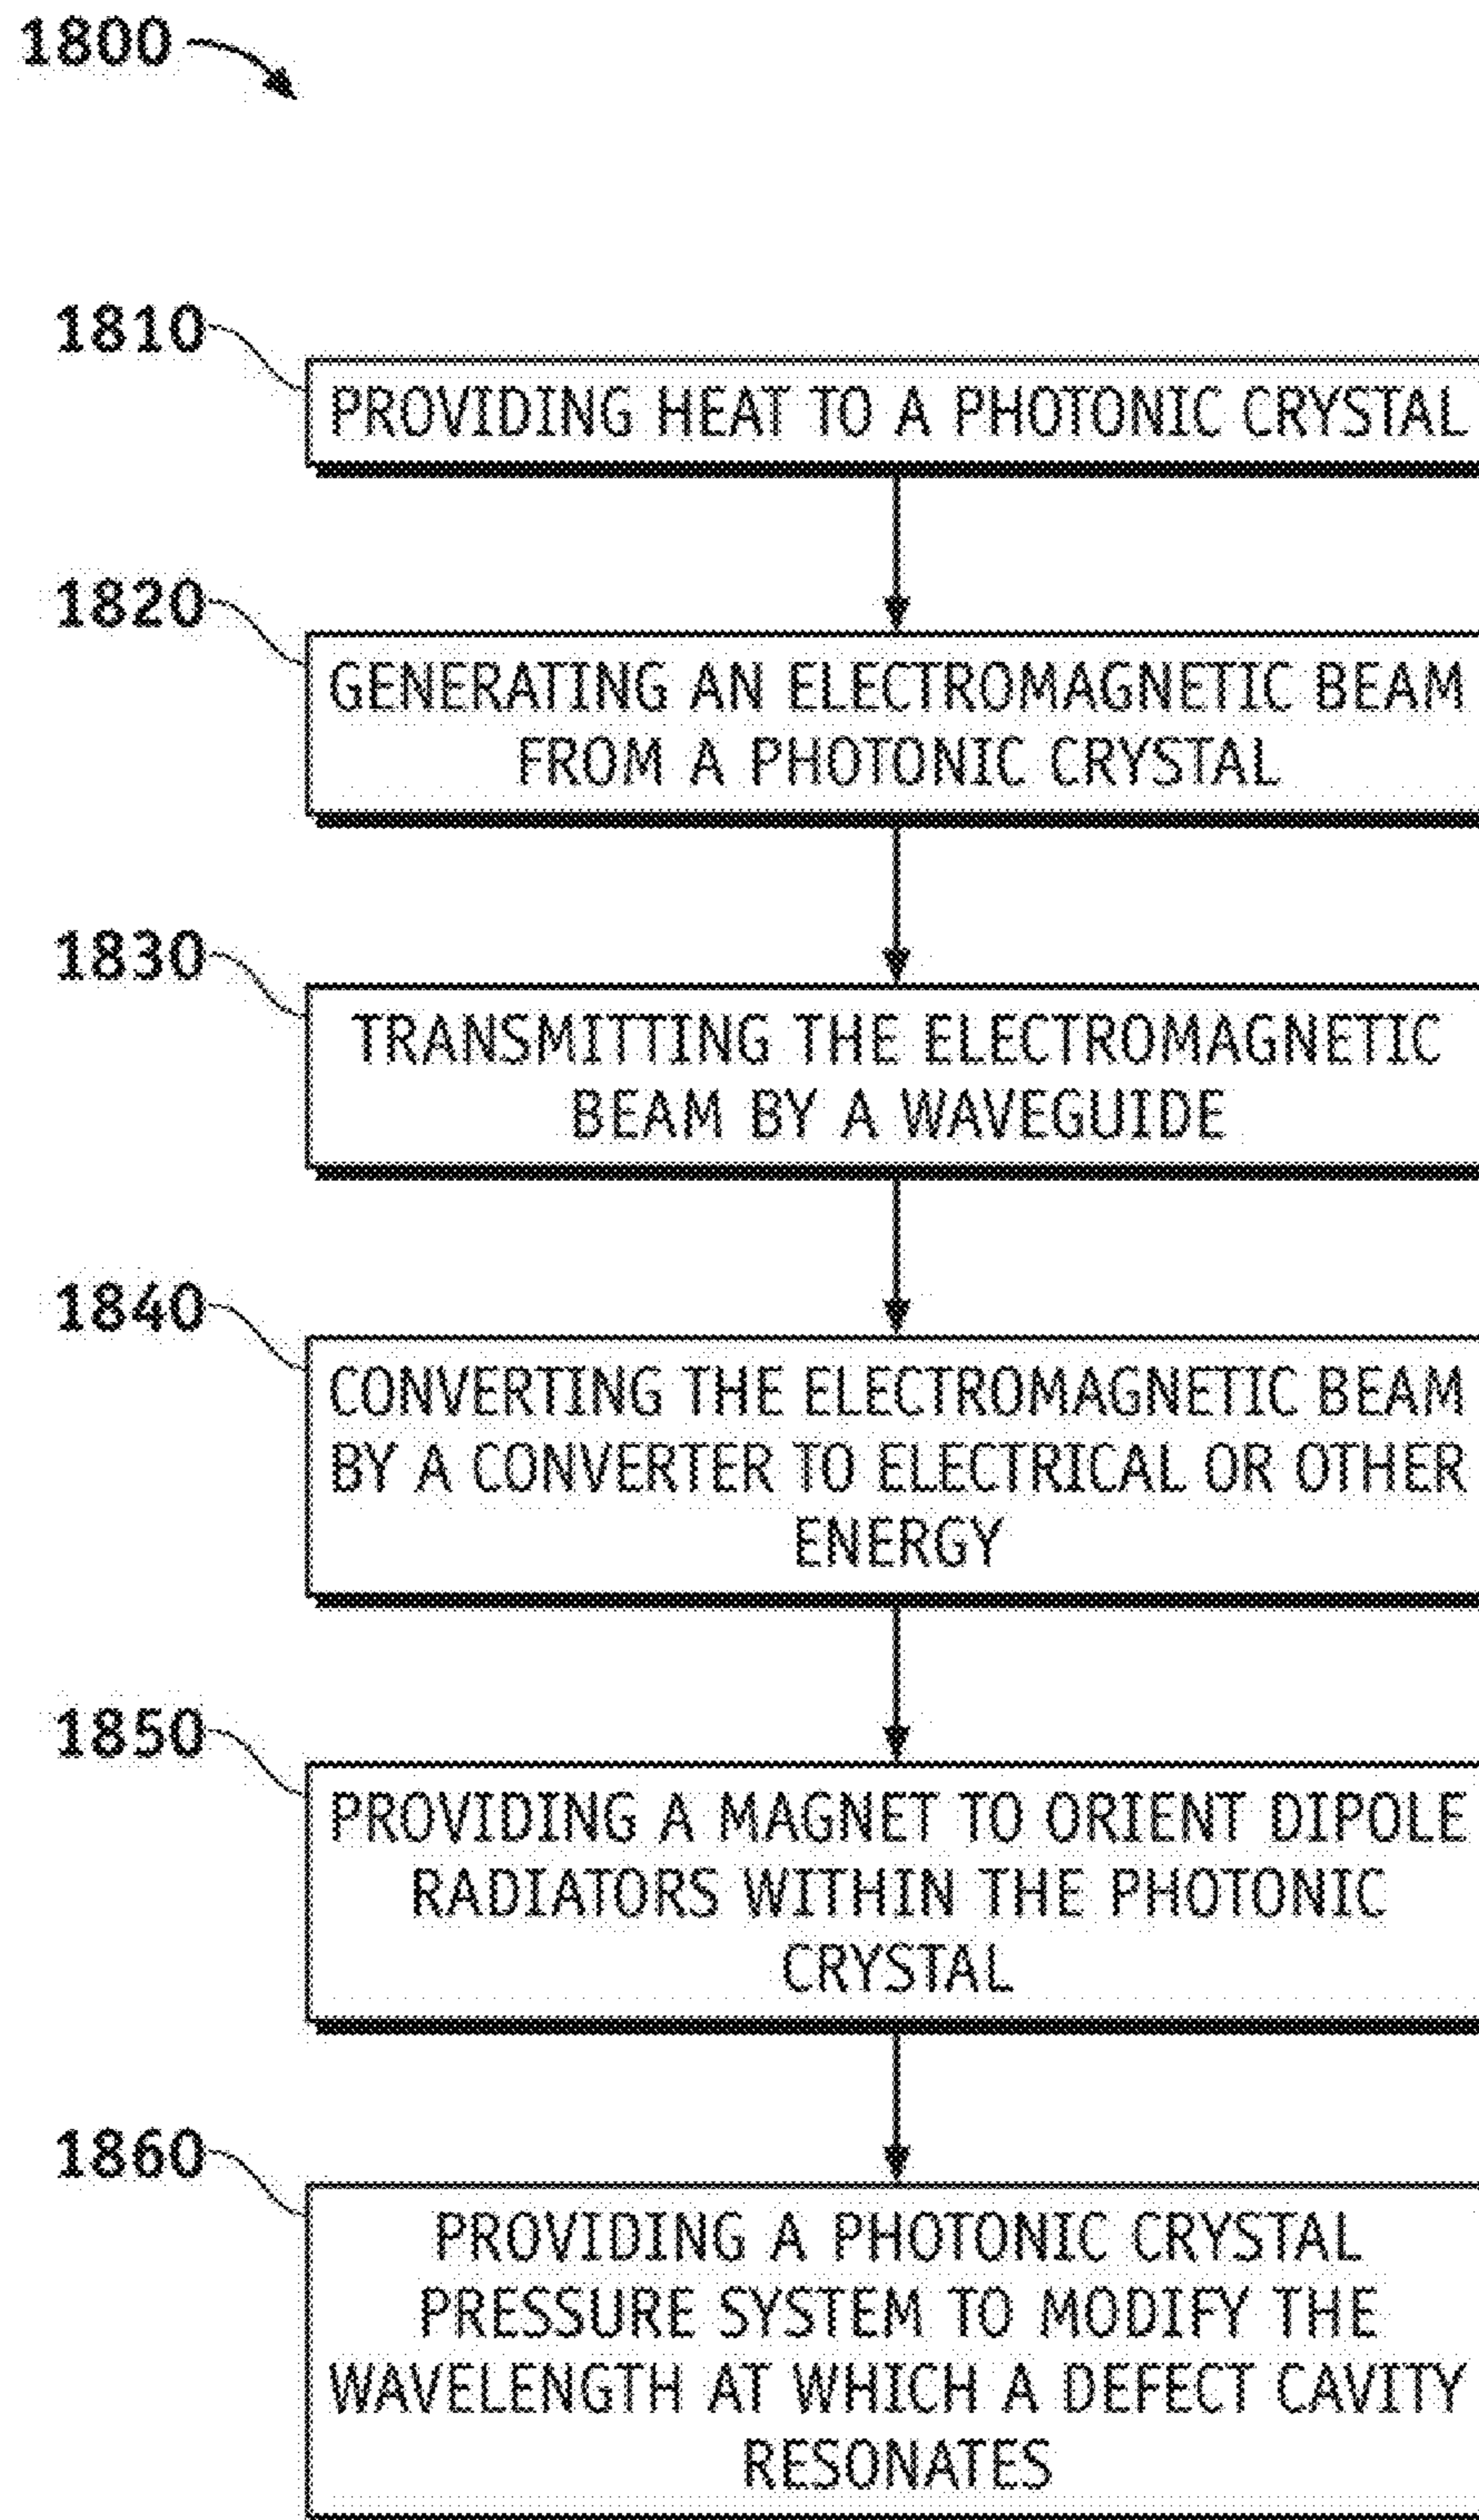 1800
1810
PROVIDING HEAT TO A PHOTONIC CRYSTAL
1820
GENERATING AN ELECTROMAGNETIC BEAM
FROM A PHOTONIC CRYSTAL
1830
TRANSMITTING THE ELECTROMAGNETIC
BEAM BY A WAVEGUIDE
1840
CONVERTING THE ELECTROMAGNETIC BEAM
BY A CONVERTER TO ELECTRICAL OR OTHER
ENERGY
1850
PROVIDING A MAGNET TO ORIENT DIPOLE
RADIATORS WITHIN THE PHOTONIC
CRYSTAL
1860
PROVIDING A PHOTONIC CRYSTAL
PRESSURE SYSTEM TO MODIFY THE
WAVELENGTH AT WHICH A DEFECT CAVITY
RESONATES